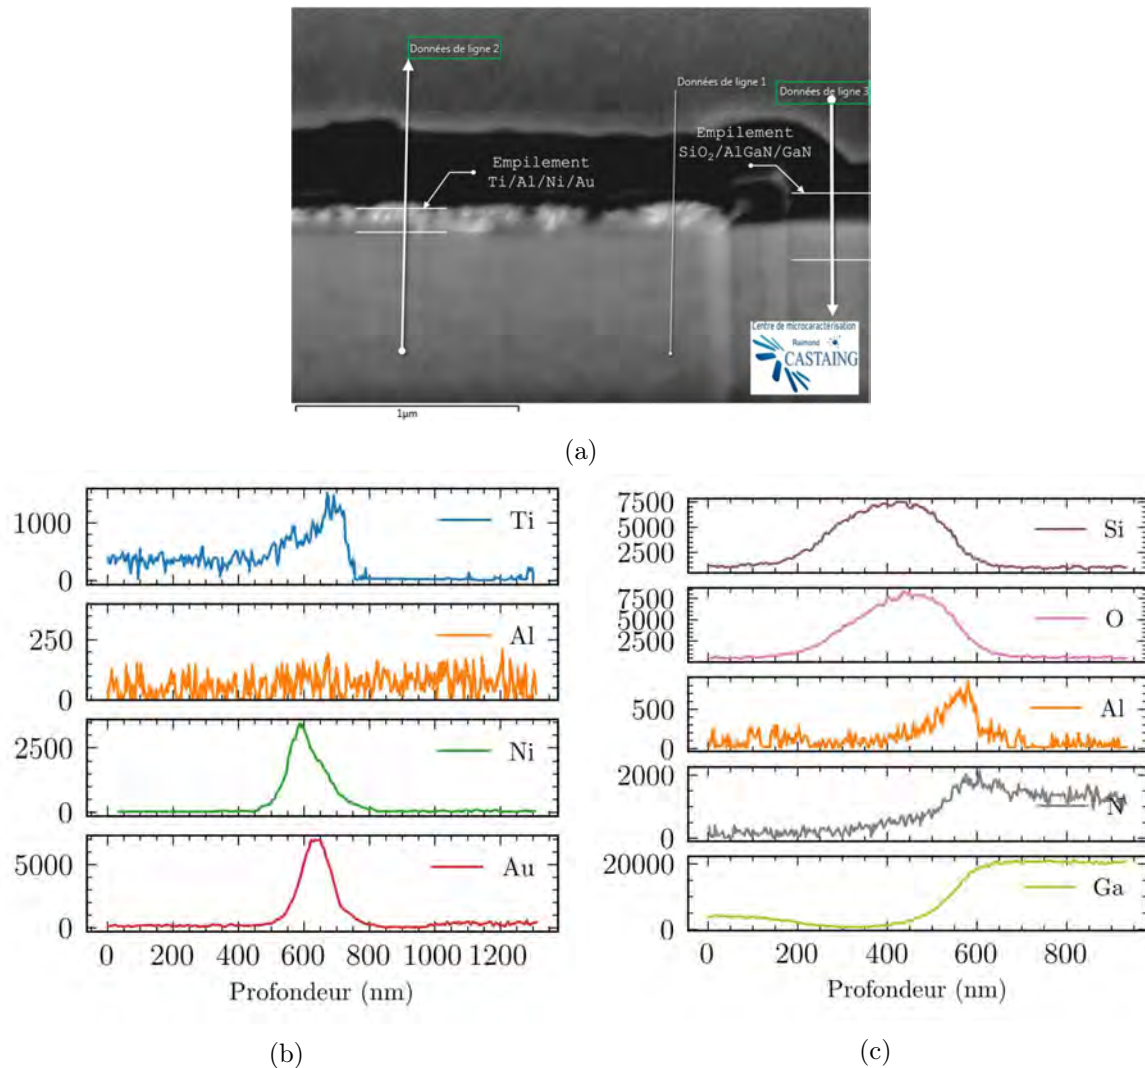 Données de ligne 2
Données de ligne 1
Données de ligne 3
Empilement
SiO₂/AlGaN/GaN
Empilement
Ti/Al/Ni/Au
Centre de microcaractérisation
Raimond
CASTAING
1µm
(a)
1000
0
Ti
250
0
Al
2500
0
Ni
5000
0
Au
0 200 400 600 800 1000 1200
Profondeur (nm)
(b)
7500
5000
2500
Si
7500
5000
2500
O
500
0
Al
2000
0
N
20000
0
Ga
0 200 400 600 800
Profondeur (nm)
(c)